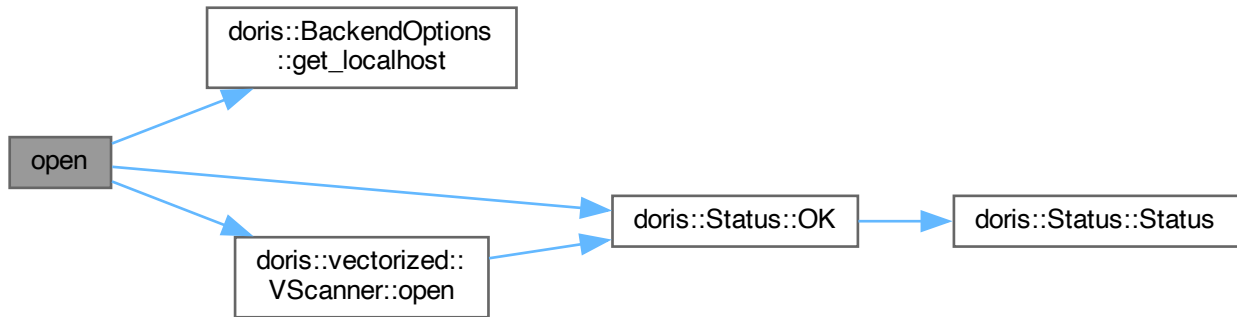 doris::BackendOptions
::get_localhost
open
doris::Status::OK
doris::Status::Status
doris::vectorized::
VScanner::open